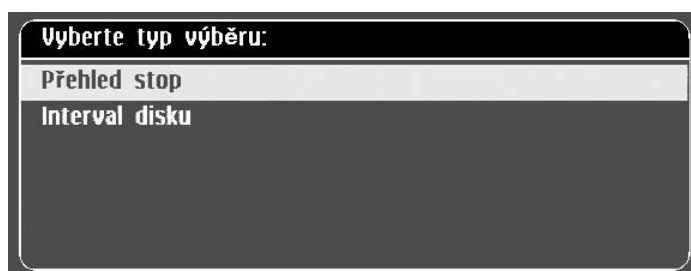 Vyberte typ výběru:
Přehled stop
Interval disku